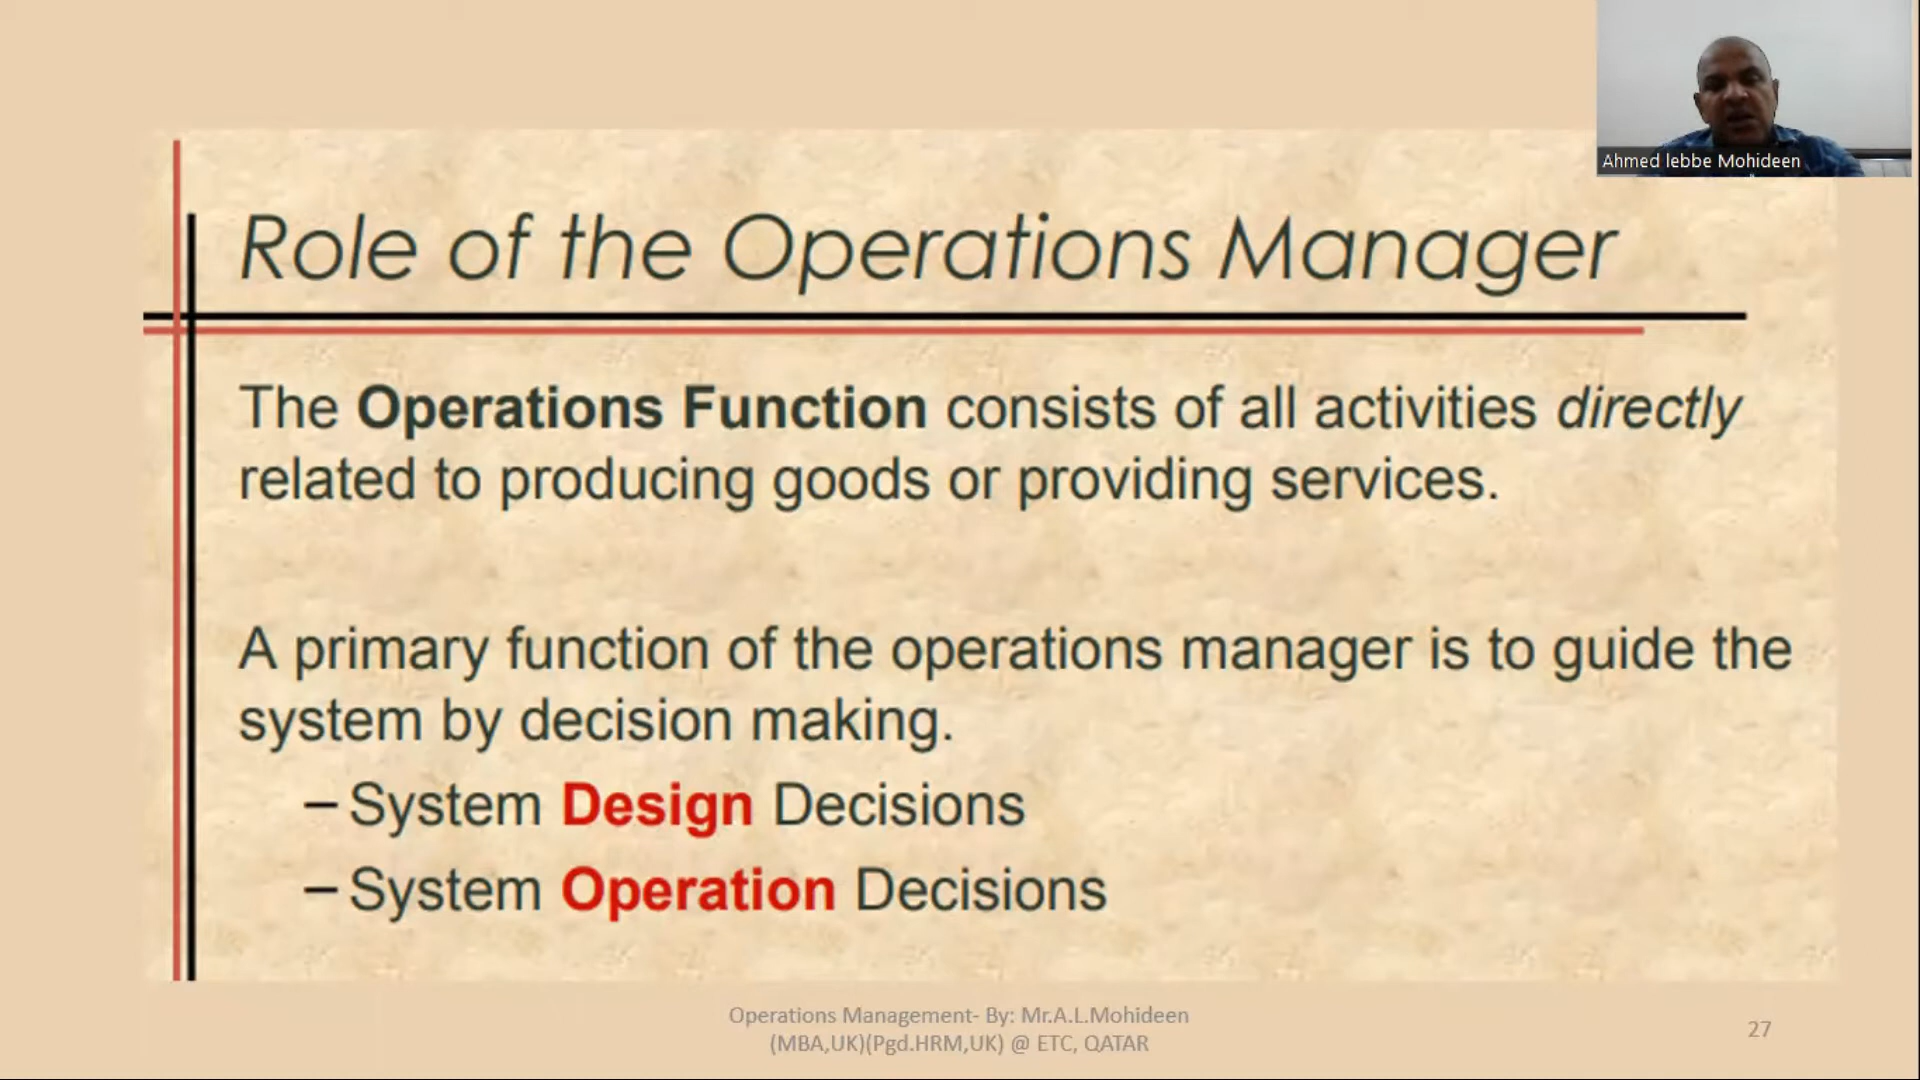 Ahmed lebbe Mohideen
Role of the Operations Manager
The Operations Function consists of all activities directly
related to producing goods or providing services.
A primary function of the operations manager is to guide the
system by decision making.
– System Design Decisions
– System Operation Decisions
Operations Management- By: Mr.A.L.Mohideen
(MBA,UK)(Pgd.HRM,UK) @ ETC, QATAR
27